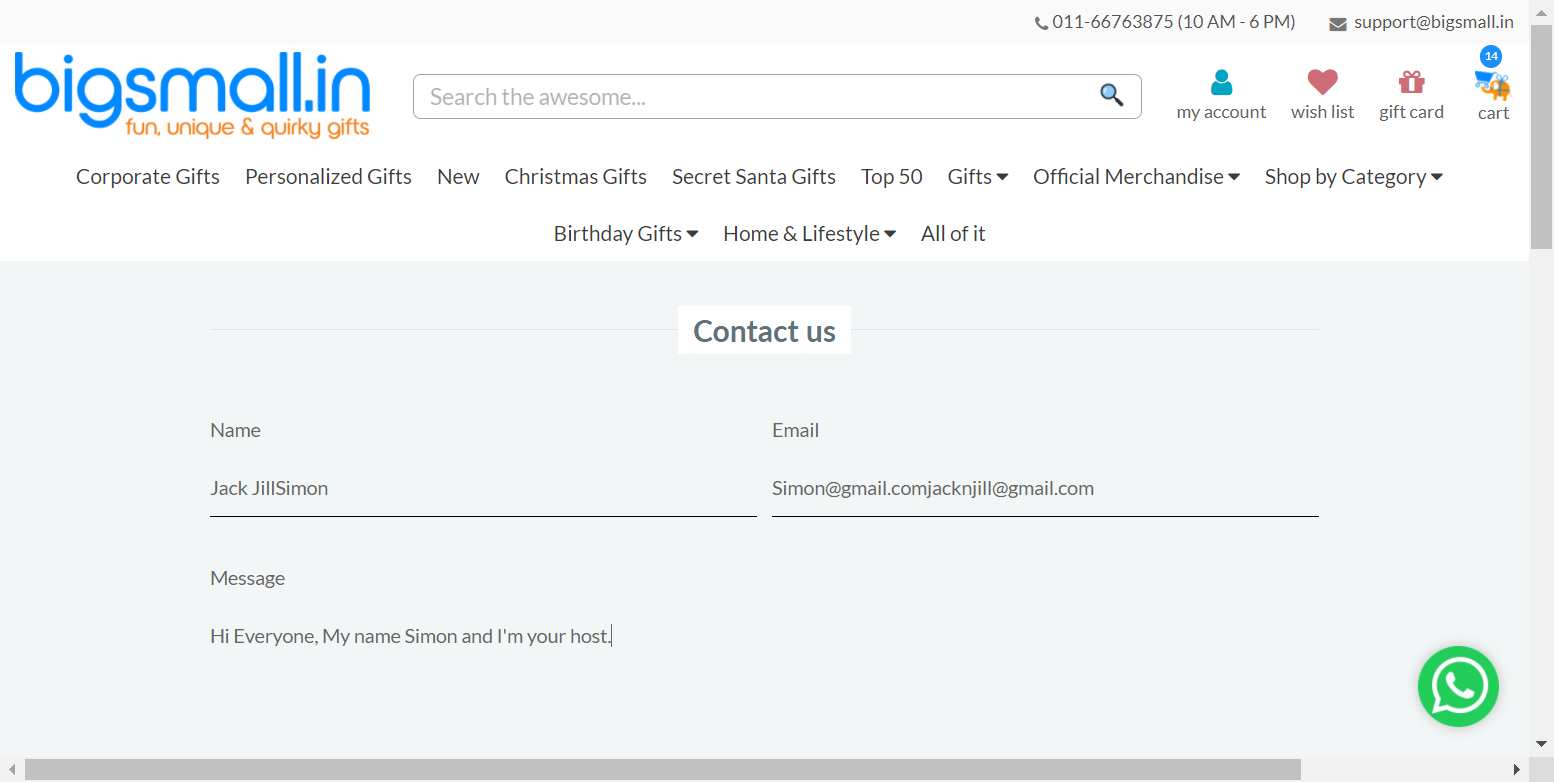 011-66763875 (10 AM - 6 PM) support@bigsmall.in
bigsmall.in
fun, unique & quirky gifts
Search the awesome...
my account
wish list
gift card
14
cart
Corporate Gifts Personalized Gifts New Christmas Gifts Secret Santa Gifts Top 50 Gifts Official Merchandise Shop by Category
Birthday Gifts Home & Lifestyle All of it
Contact us
Name Email
Jack JillSimon Simon@gmail.comjacknjill@gmail.com
Message
Hi Everyone, My name Simon and I'm your host.